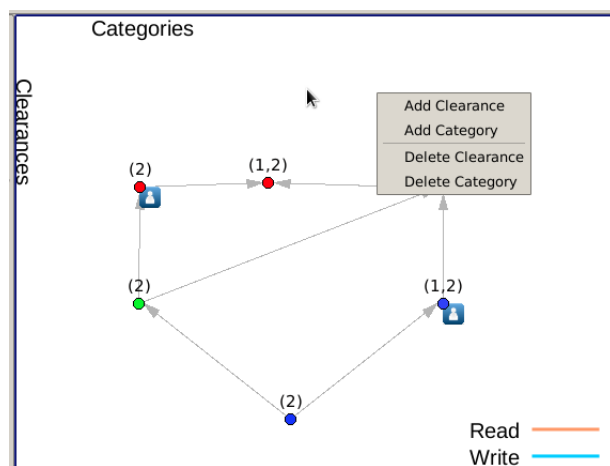 Categories
Clearances
Add Clearance
Add Category
Delete Clearance
Delete Category
(2)
(1,2)
(2)
(1,2)
(2)
Read
Write